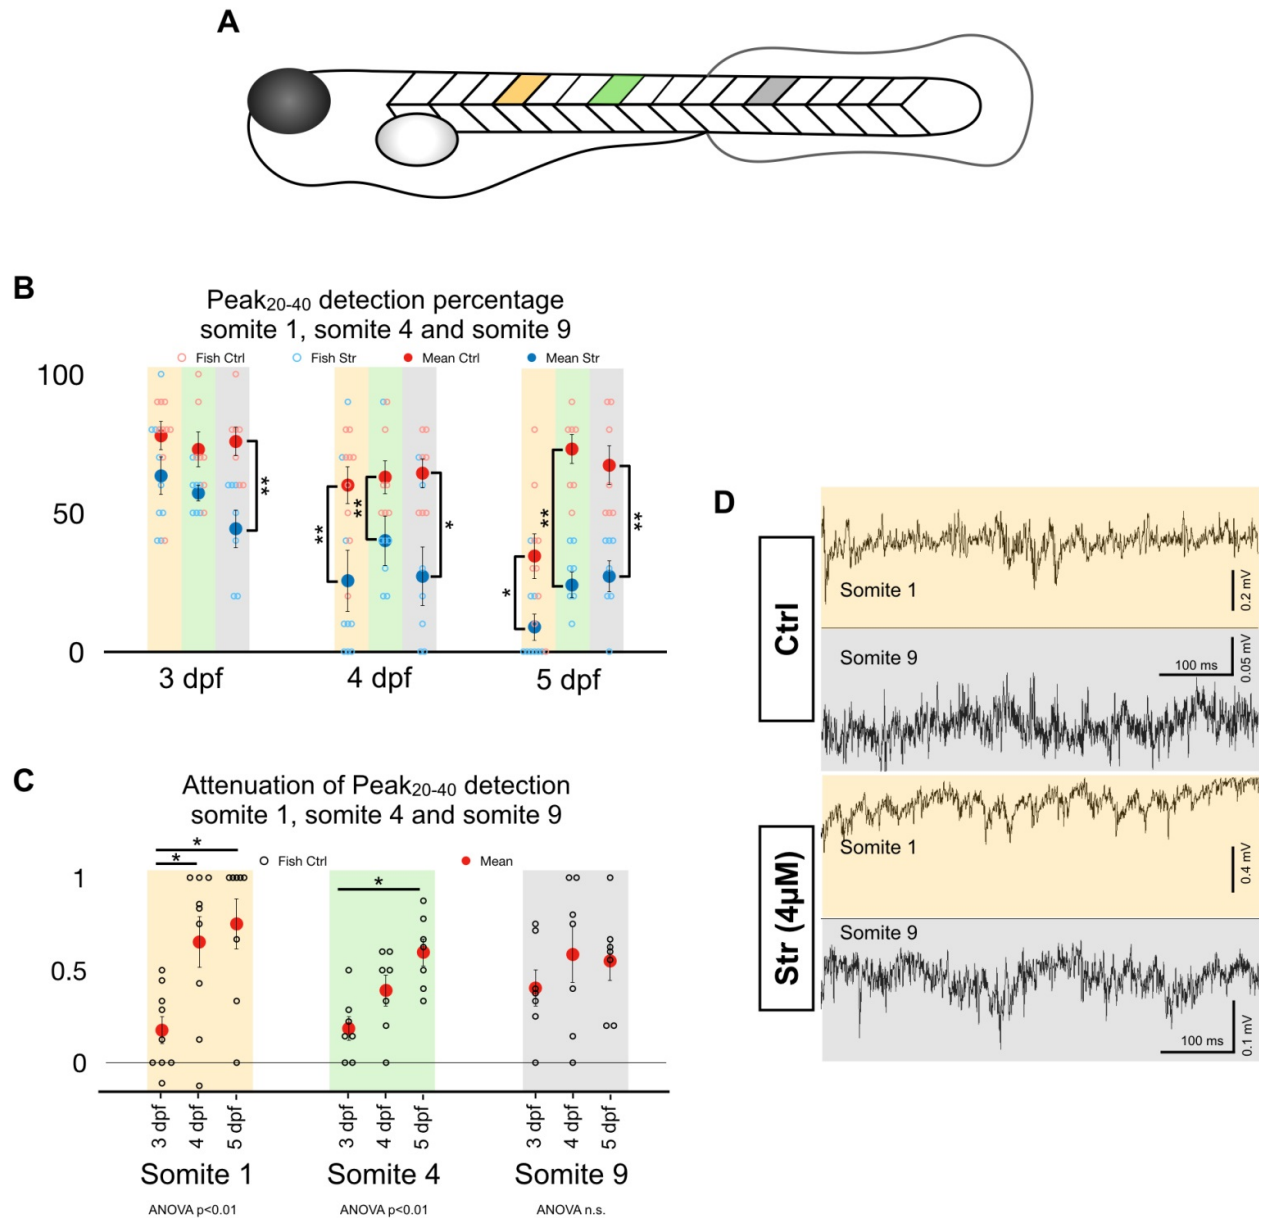 A
B
Peak20-40 detection percentage
somite 1, somite 4 and somite 9
Fish Ctrl Fish Str Mean Ctrl Mean Str
100
50
0
** ** ** * * ** **
3 dpf 4 dpf 5 dpf
C
Attenuation of Peak20-40 detection
somite 1, somite 4 and somite 9
Fish Ctrl Mean
* * *
1
0.5
0
3 dpf 4 dpf 5 dpf 3 dpf 4 dpf 5 dpf 3 dpf 4 dpf 5 dpf
Somite 1 Somite 4 Somite 9
ANOVA p<0.01 ANOVA p<0.01 ANOVA n.s.
D
Ctrl
Somite 1
0.2 mV
Somite 9
100 ms
0.05 mV
Str (4µM)
Somite 1
0.4 mV
Somite 9
100 ms
0.1 mV